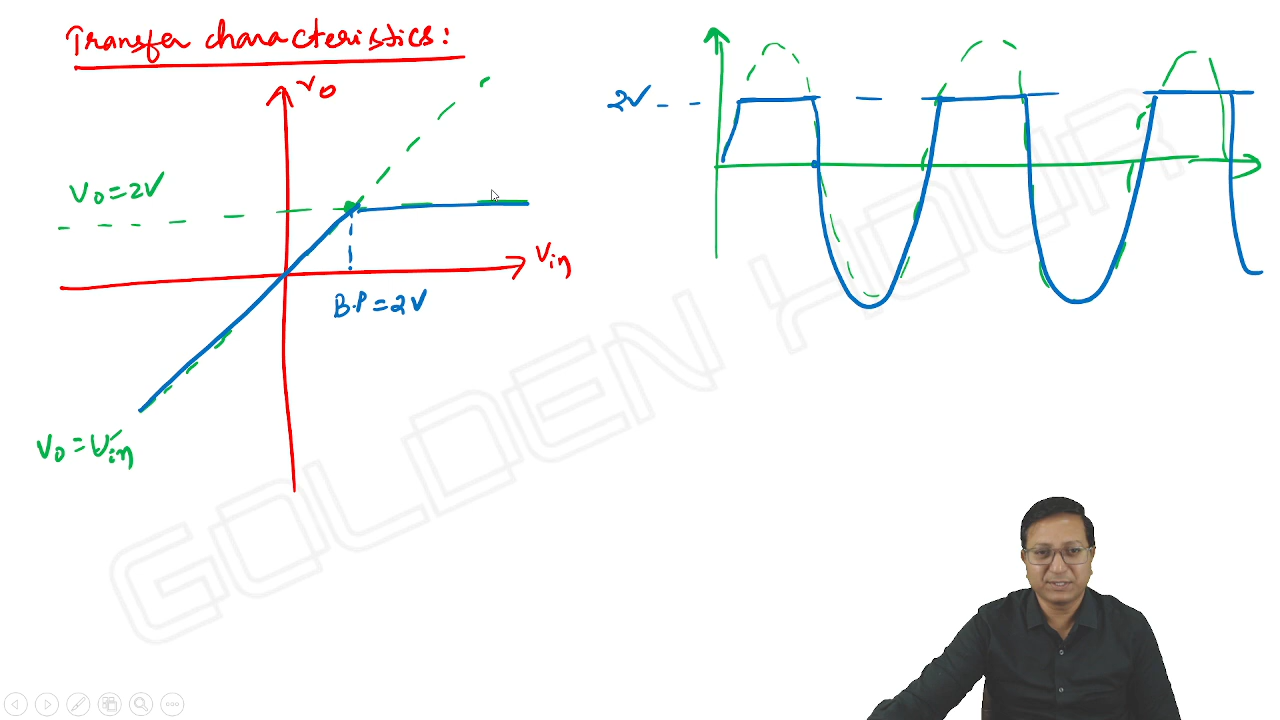 Transfer characteristics:
V0
V0=2V
Vin
B.P=2V
V0=Vin
2V
GOLDEN HOUR